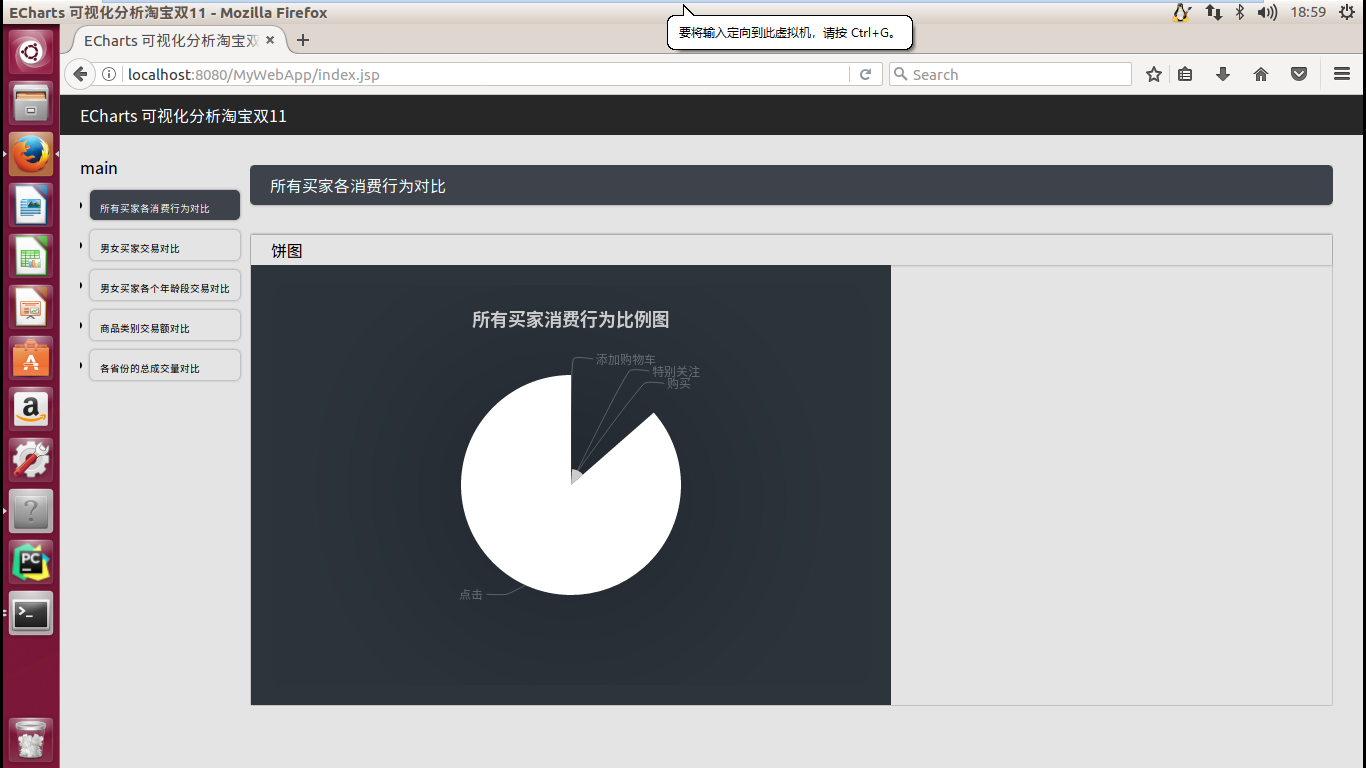 ECharts 可视化分析淘宝双11 - Mozilla Firefox
18:59
要将输入定向到此虚拟机，请按 Ctrl+G。
ECharts 可视化分析淘宝双
localhost:8080/MyWebApp/index.jsp
Search
ECharts 可视化分析淘宝双11
main
所有买家各消费行为对比
男女买家交易对比
男女买家各个年龄段交易对比
商品类别交易额对比
各省份的总成交量对比
所有买家各消费行为对比
饼图
所有买家消费行为比例图
添加购物车
特别关注
购买
点击